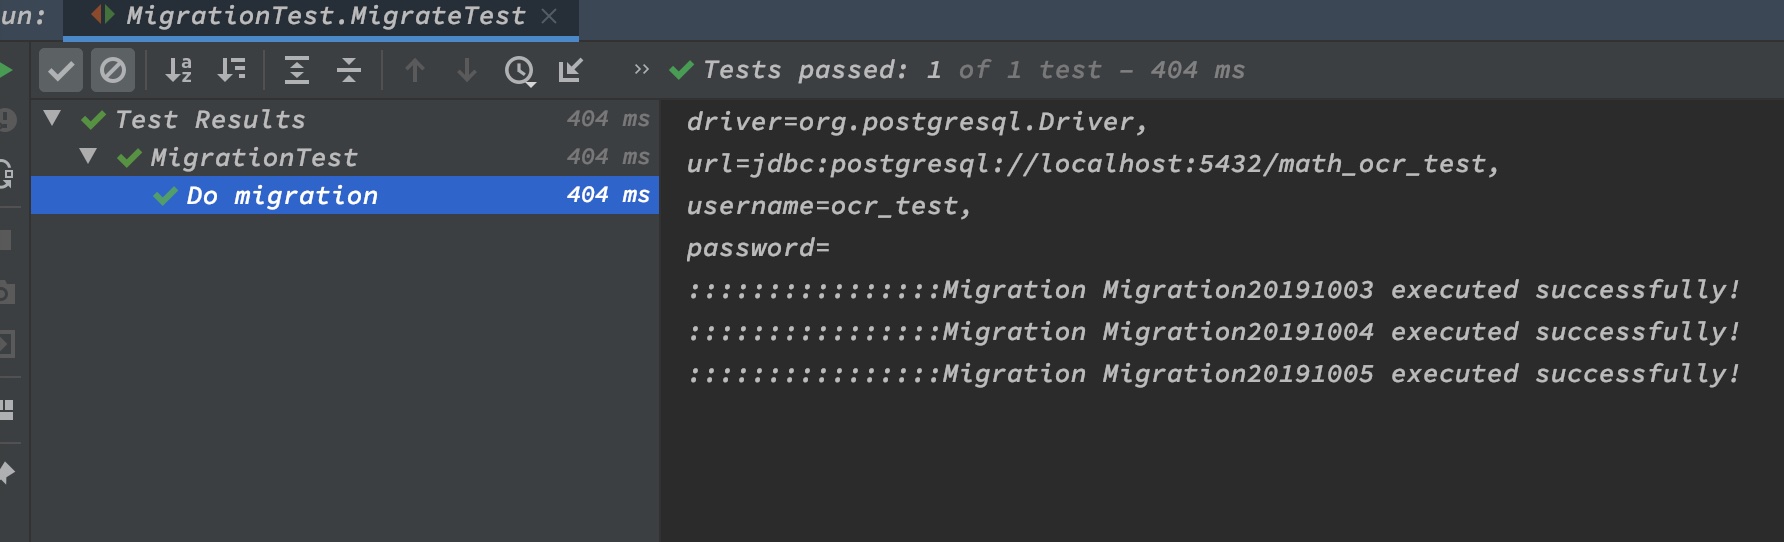 un: MigrationTest.MigrateTest
Tests passed: 1 of 1 test – 404 ms
Test Results 404 ms
MigrationTest 404 ms
Do migration 404 ms
driver=org.postgresql.Driver,
url=jdbc:postgresql://localhost:5432/math_ocr_test,
username=ocr_test,
password=
::::::::::::::::Migration Migration20191003 executed successfully!
::::::::::::::::Migration Migration20191004 executed successfully!
::::::::::::::::Migration Migration20191005 executed successfully!